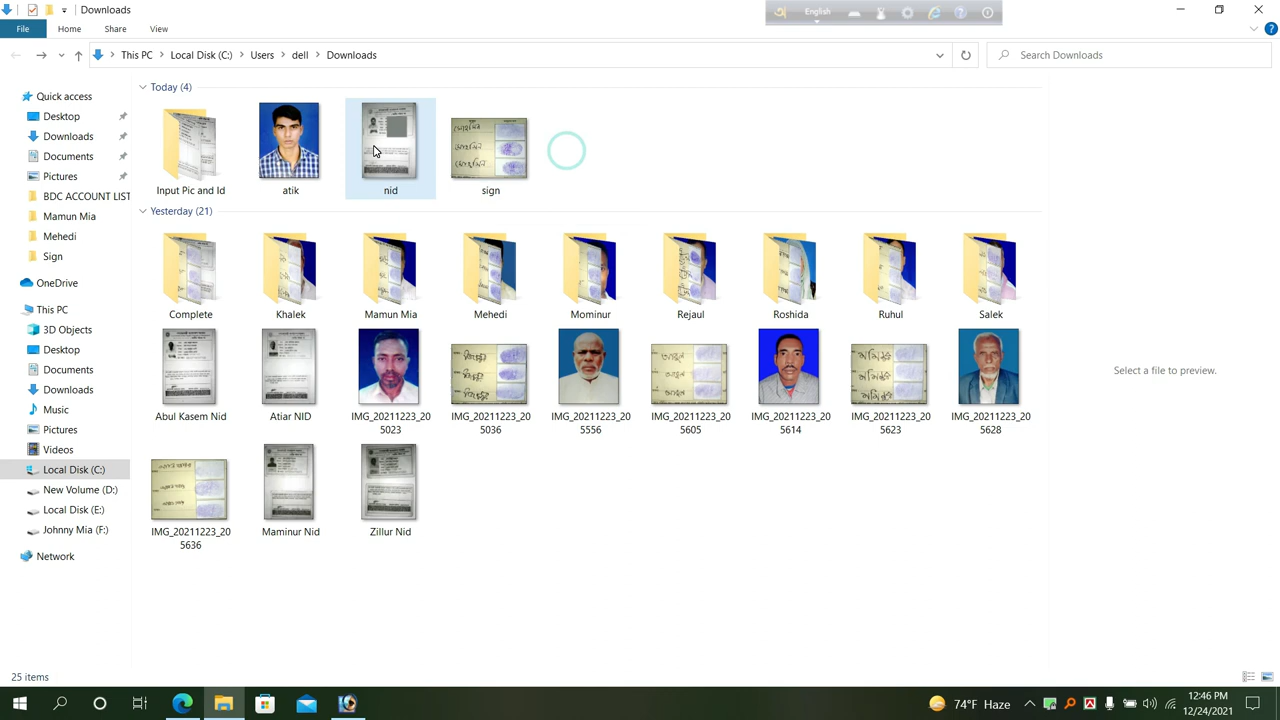 Downloads
English
File
Home
Share
View
This PC
Local Disk (C:)
Users
dell
Downloads
Search Downloads
Quick access
Desktop
Downloads
Documents
Pictures
BDC ACCOUNT LIST
Mamun Mia
Mehedi
Sign
OneDrive
This PC
3D Objects
Desktop
Documents
Downloads
Music
Pictures
Videos
Local Disk (C:)
New Volume (D:)
Local Disk (E:)
Johnny Mia (F:)
Network
Today (4)
Input Pic and Id
atik
nid
sign
Yesterday (21)
Complete
Khalek
Mamun Mia
Mehedi
Mominur
Rejaul
Roshida
Ruhul
Salek
Abul Kasem Nid
Atiar NID
IMG_20211223_20
5023
IMG_20211223_20
5036
IMG_20211223_20
5556
IMG_20211223_20
5605
IMG_20211223_20
5614
IMG_20211223_20
5623
IMG_20211223_20
5628
IMG_20211223_20
5636
Maminur Nid
Zillur Nid
Select a file to preview.
25 items
74°F Haze
12:46 PM
12/24/2021